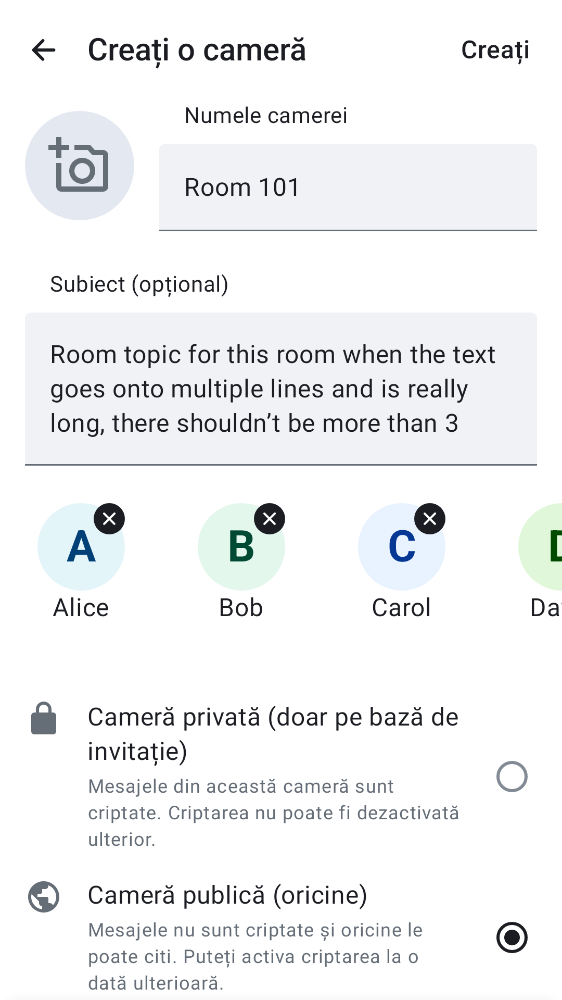 Creați o cameră
Creați
Numele camerei
Room 101
Subiect (opțional)
Room topic for this room when the text
goes onto multiple lines and is really
long, there shouldn’t be more than 3
A
B
C
Alice
Bob
Carol
Cameră privată (doar pe bază de
invitație)
Mesajele din această cameră sunt
criptate. Criptarea nu poate fi dezactivată
ulterior.
Cameră publică (oricine)
Mesajele nu sunt criptate și oricine le
poate citi. Puteți activa criptarea la o
dată ulterioară.